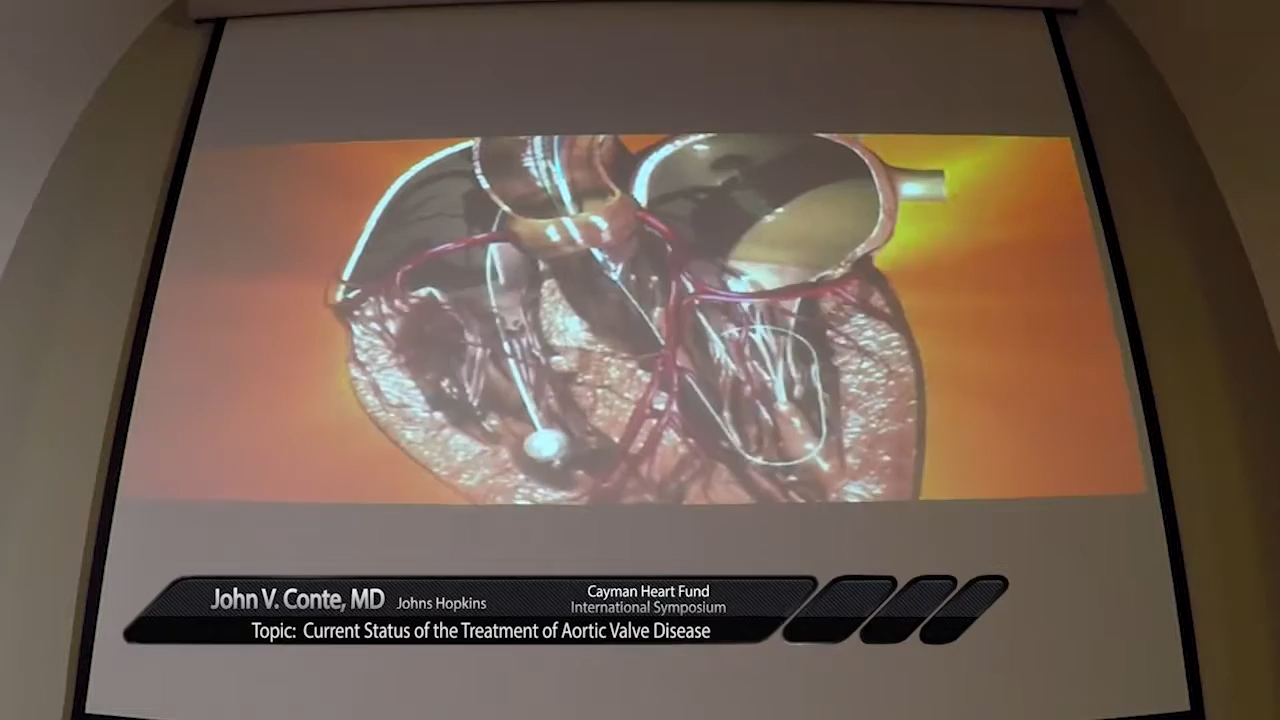 John V. Conte, MD Johns Hopkins
Cayman Heart Fund
International Symposium
Topic: Current Status of the Treatment of Aortic Valve Disease